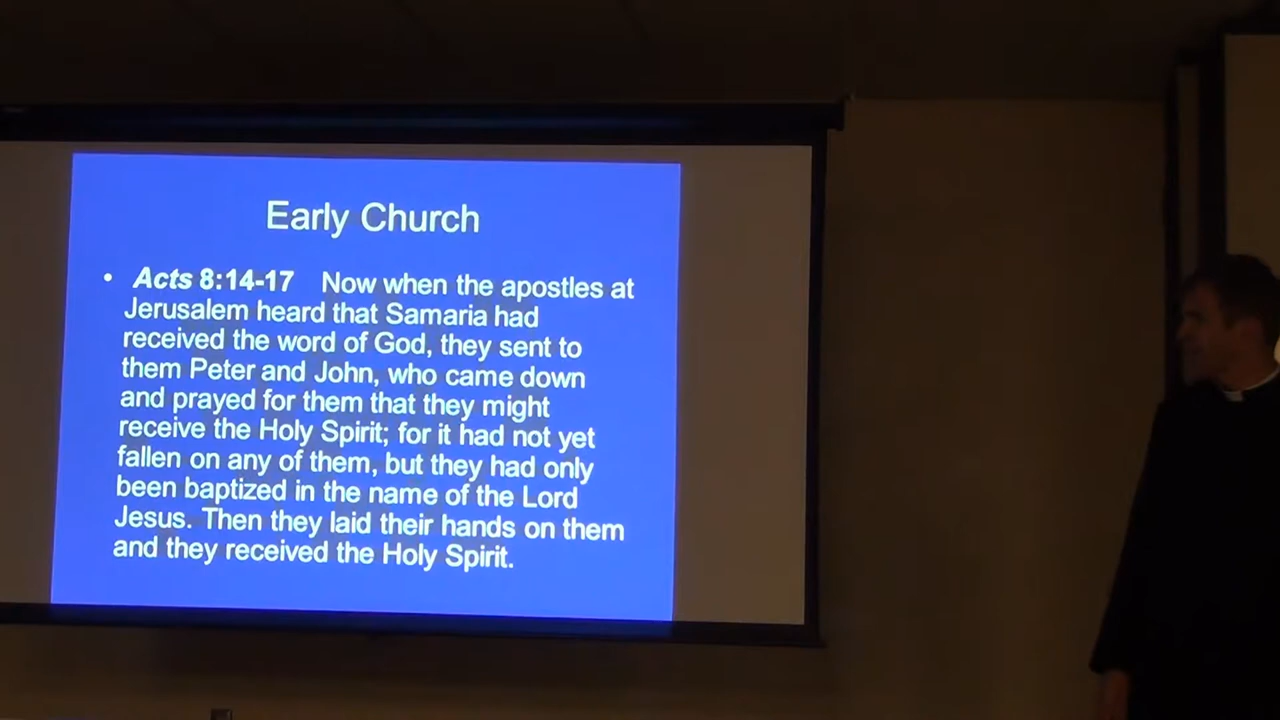 Early Church
• Acts 8:14-17 Now when the apostles at
Jerusalem heard that Samaria had
received the word of God, they sent to
them Peter and John, who came down
and prayed for them that they might
receive the Holy Spirit; for it had not yet
fallen on any of them, but they had only
been baptized in the name of the Lord
Jesus. Then they laid their hands on them
and they received the Holy Spirit.